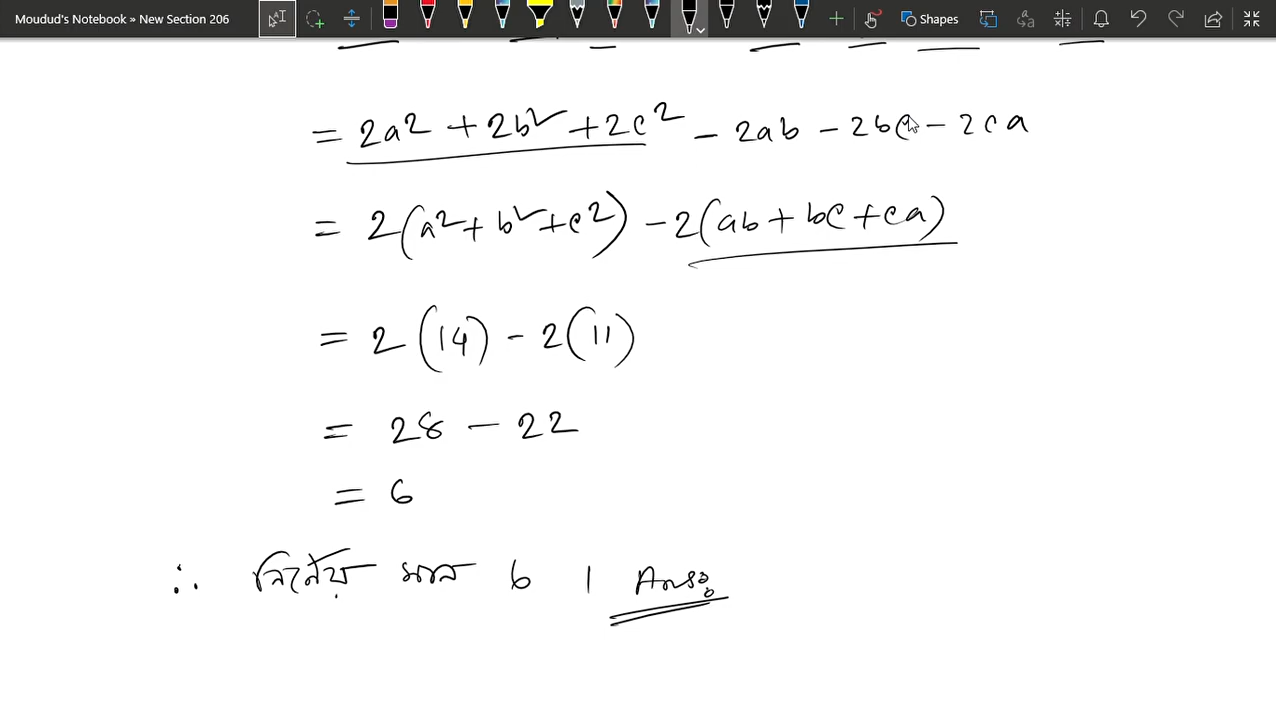 Moudud's Notebook » New Section 206
Shapes
= 2a² + 2b² + 2c² - 2ab - 2bc - 2ca
= 2(a² + b² + c²) - 2(ab + bc + ca)
= 2(14) - 2(11)
= 28 - 22
= 6
∴ নির্ণেয় মান 6 । Ans: